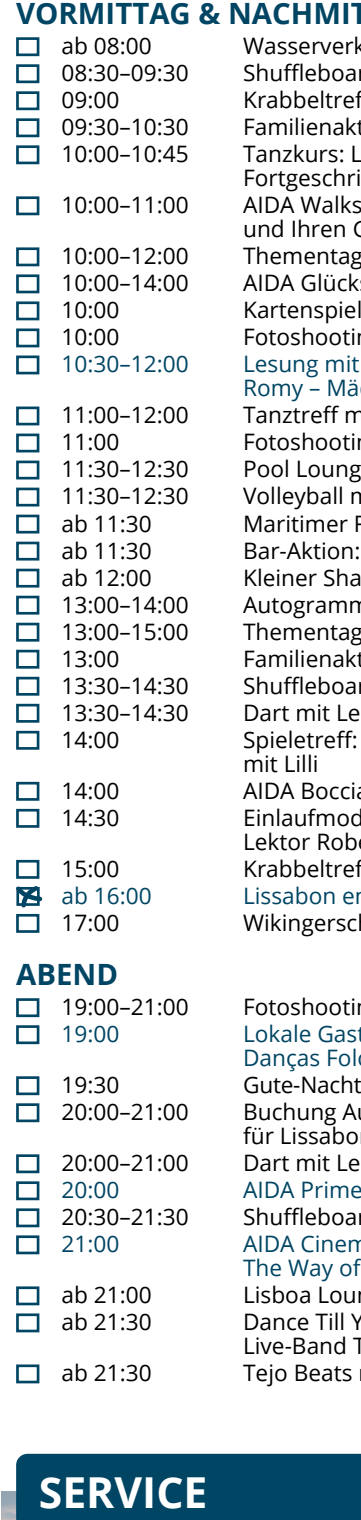 VORMITTAG & NACHMIT
ab 08:00 Wasserverk
08:30–09:30 Shuffleboar
09:00 Krabbeltref
09:30–10:30 Familienakt
10:00–10:45 Tanzkurs: L
Fortgeschri
10:00–11:00 AIDA Walks
und Ihren G
10:00–12:00 Thementag
10:00–14:00 AIDA Glücks
10:00 Kartenspiel
10:00 Fotoshootin
10:30–12:00 Lesung mit
Romy – Mäd
11:00–12:00 Tanztreff m
11:00 Fotoshootin
11:30–12:30 Pool Loung
11:30–12:30 Volleyball m
ab 11:30 Maritimer F
ab 11:30 Bar-Aktion:
ab 12:00 Kleiner Sha
13:00–14:00 Autogramm
13:00–15:00 Thementag
13:00 Familienakt
13:30–14:30 Shuffleboar
13:30–14:30 Dart mit Le
14:00 Spieletreff:
mit Lilli
14:00 AIDA Boccia
14:30 Einlaufmod
Lektor Robe
15:00 Krabbeltref
ab 16:00 Lissabon er
17:00 Wikingersch
ABEND
19:00–21:00 Fotoshootin
19:00 Lokale Gast
Danças Folc
19:30 Gute-Nacht
20:00–21:00 Buchung Au
für Lissabon
20:00–21:00 Dart mit Le
20:00 AIDA Prime
20:30–21:30 Shuffleboar
21:00 AIDA Cinem
The Way of
ab 21:00 Lisboa Loun
ab 21:30 Dance Till Y
Live-Band T
ab 21:30 Tejo Beats
SERVICE